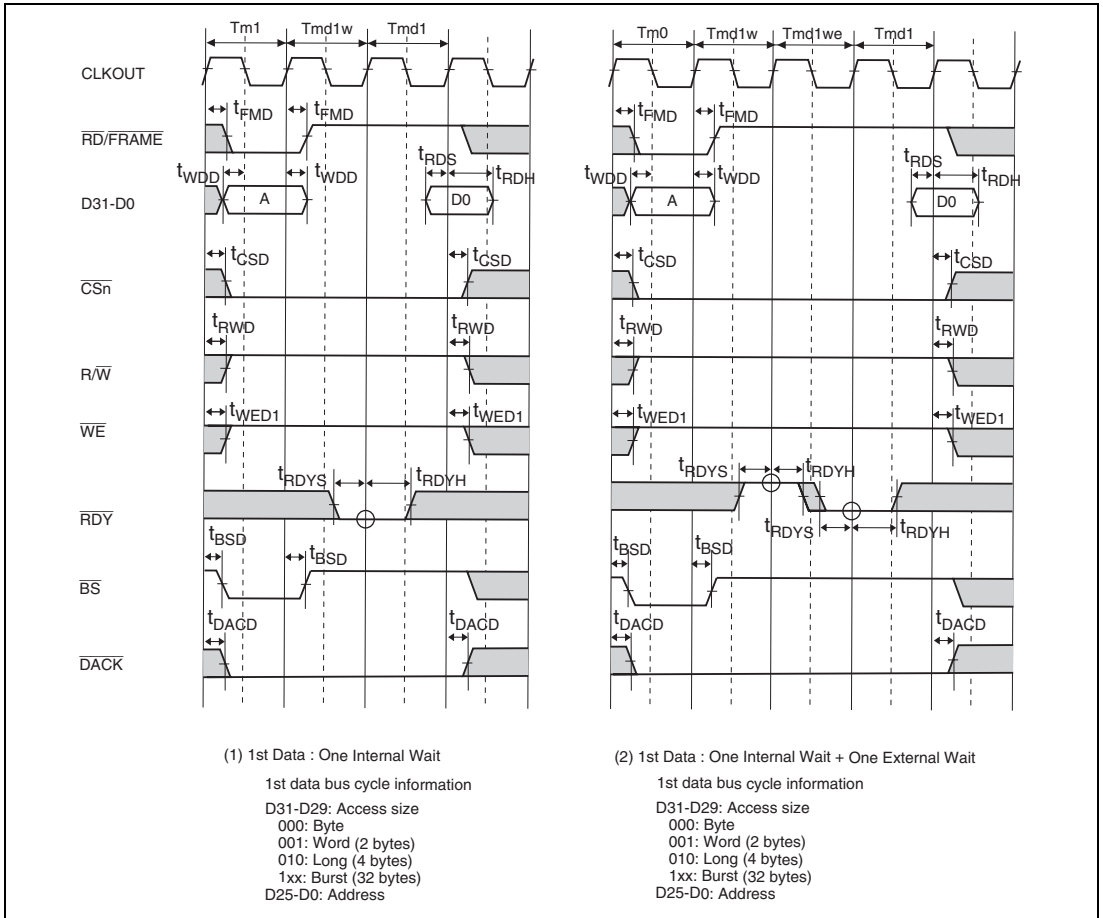 Tm1 Tmd1w Tmd1
Tm0 Tmd1w Tmd1we Tmd1
CLKOUT
tFMD tFMD
tFMD tFMD
RD/FRAME
tWDD tWDD tRDS tRDH
tWDD tWDD tRDS tRDH
D31-D0
A D0
A D0
tCSD tCSD
tCSD tCSD
CSn
tRWD tRWD
tRWD tRWD
R/W
tWED1 tWED1
tWED1 tWED1
WE
tRDYS tRDYH
tRDYS tRDYH
RDY
tRDYS tRDYH
tBSD tBSD
tBSD tBSD
BS
tDACD tDACD
tDACD tDACD
DACK
(1) 1st Data : One Internal Wait
1st data bus cycle information
D31-D29: Access size
000: Byte
001: Word (2 bytes)
010: Long (4 bytes)
1xx: Burst (32 bytes)
D25-D0: Address
(2) 1st Data : One Internal Wait + One External Wait
1st data bus cycle information
D31-D29: Access size
000: Byte
001: Word (2 bytes)
010: Long (4 bytes)
1xx: Burst (32 bytes)
D25-D0: Address